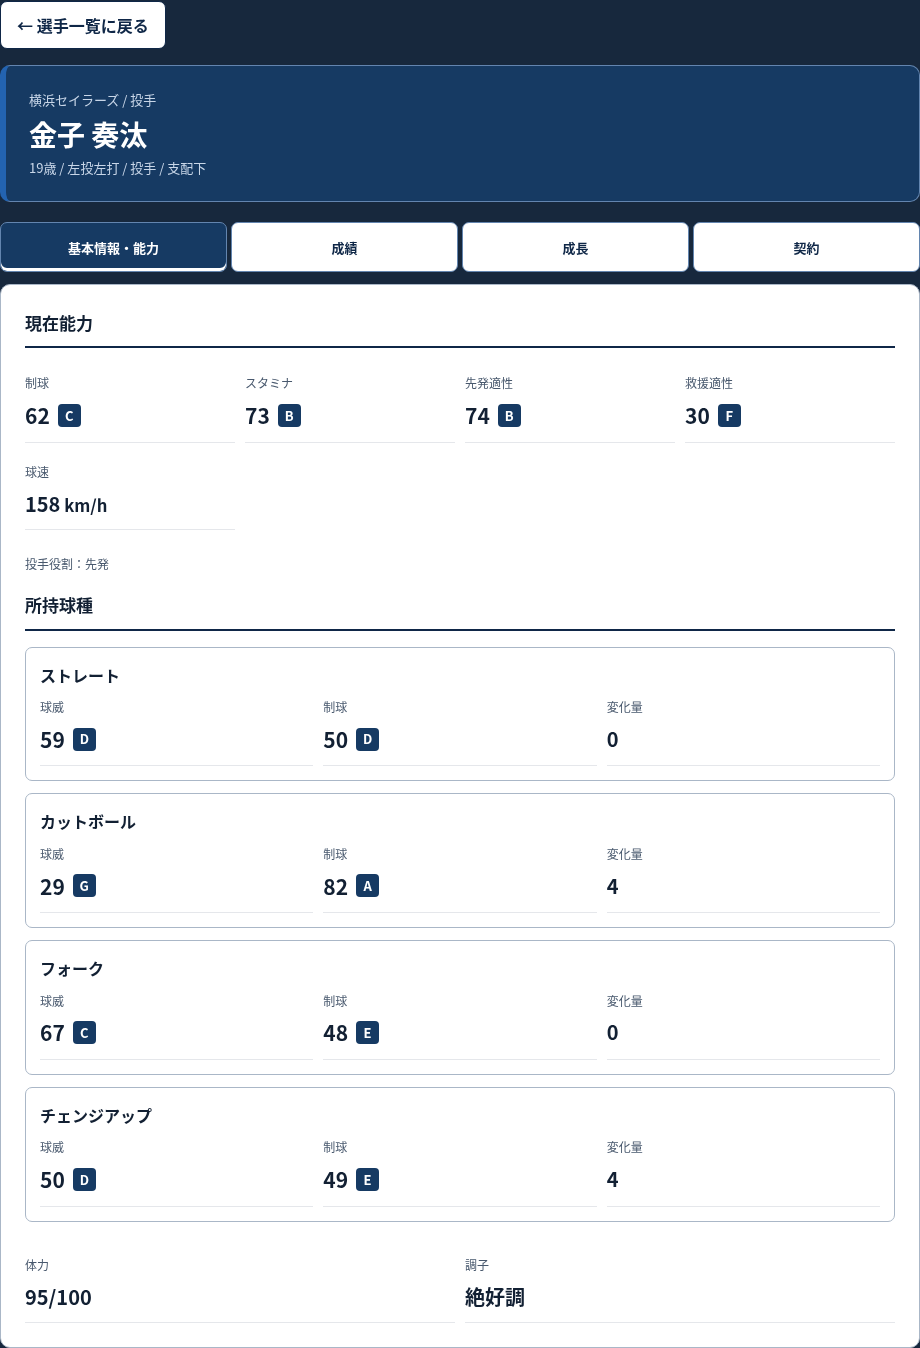 ← 選手一覧に戻る
横浜セイラーズ / 投手
金子 奏汰
19歳 / 左投左打 / 投手 / 支配下
基本情報・能力 成績 成長 契約
現在能力
制球 スタミナ 先発適性 救援適性
62 C 73 B 74 B 30 F
球速
158 km/h
投手役割：先発
所持球種
ストレート
球威 制球 変化量
59 D 50 D 0
カットボール
球威 制球 変化量
29 G 82 A 4
フォーク
球威 制球 変化量
67 C 48 E 0
チェンジアップ
球威 制球 変化量
50 D 49 E 4
体力 調子
95/100 絶好調